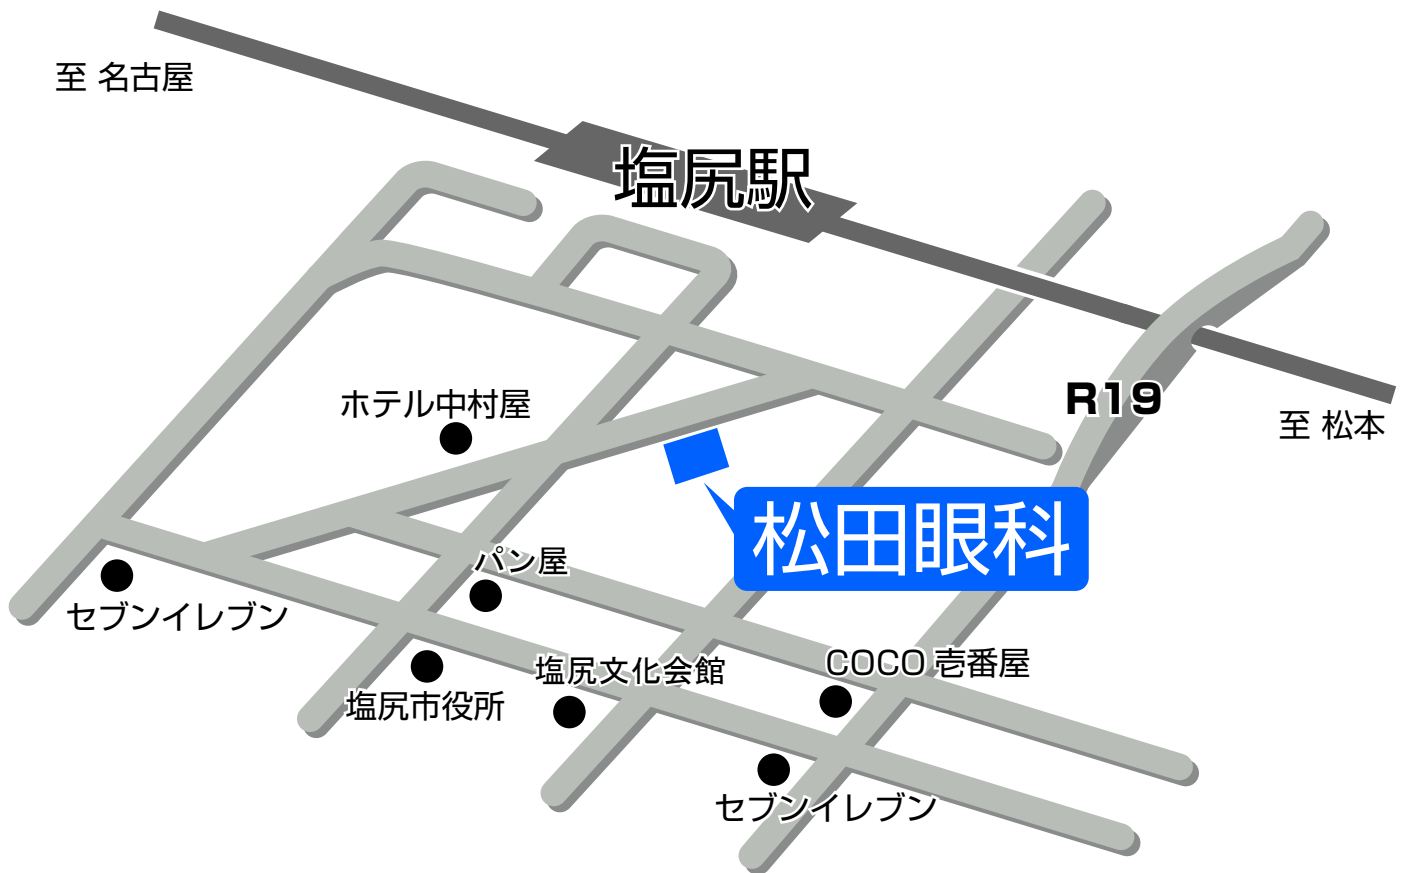 至 名古屋
塩尻駅
R19
至 松本
ホテル中村屋
松田眼科
パン屋
セブンイレブン
塩尻市役所
塩尻文化会館
COCO 壱番屋
セブンイレブン